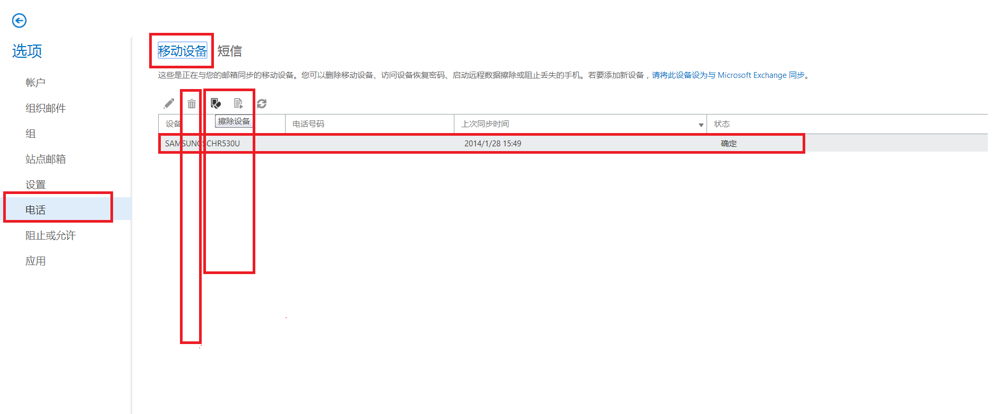 选项
帐户
组织邮件
组
站点邮箱
设置
电话
阻止或允许
应用
移动设备 短信
这些是正在与您的邮箱同步的移动设备。您可以删除移动设备、访问设备恢复密码、启动远程数据擦除或阻止丢失的手机。若要添加新设备，请将此设备设为与 Microsoft Exchange 同步。
擦除设备
设备 电话号码 上次同步时间 状态
SAMSUNGSCHR530U 2014/1/28 15:49 确定